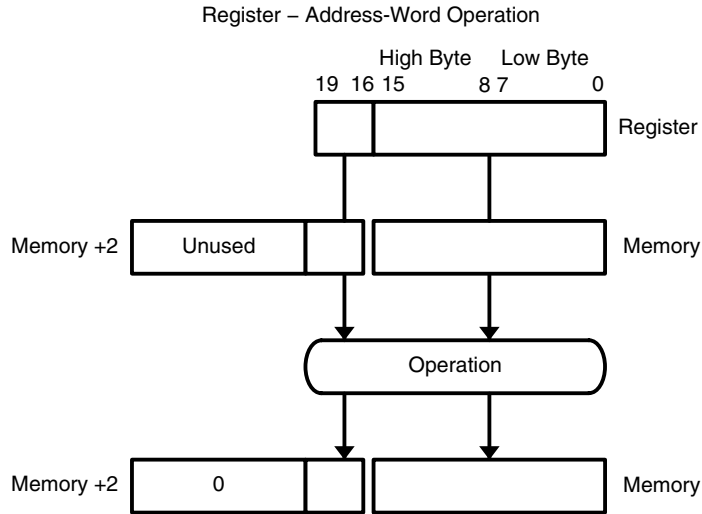 Register – Address-Word Operation
High Byte Low Byte
19 16 15 8 7 0
Register
Memory +2 Unused Memory
Operation
Memory +2 0 Memory